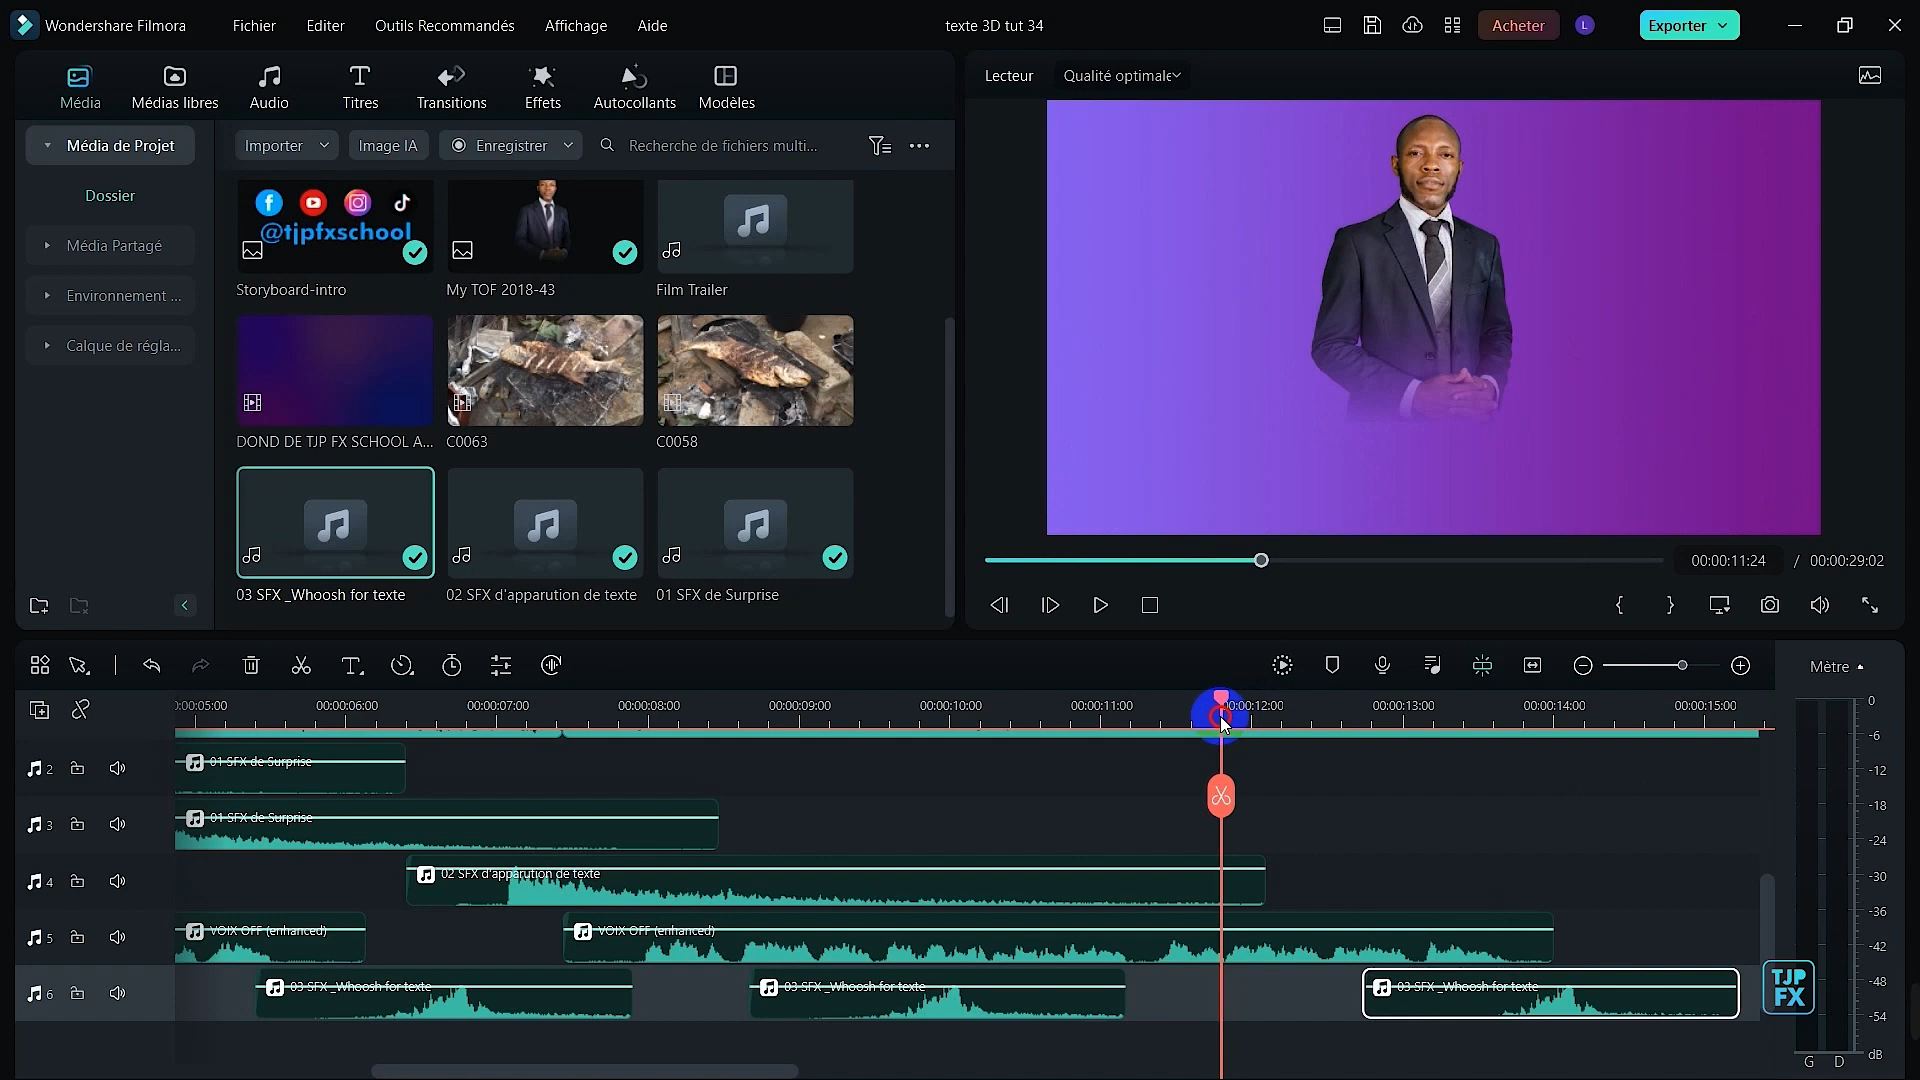 Wondershare Filmora
Fichier
Editer
Outils Recommandés
Affichage
Aide
texte 3D tut 34
Acheter
L
Exporter
Média
Médias libres
Audio
Titres
Transitions
Effets
Autocollants
Modèles
Lecteur
Qualité optimale
Média de Projet
Importer
Image IA
Enregistrer
Recherche de fichiers multi...
Dossier
Média Partagé
Environnement ...
Calque de régla...
@tjpfxschool
Storyboard-intro
My TOF 2018-43
Film Trailer
DOND DE TJP FX SCHOOL A...
C0063
C0058
03 SFX _Whoosh for texte
02 SFX d'apparution de texte
01 SFX de Surprise
00:00:11:24 / 00:00:29:02
Mètre
0:00:05:00
00:00:06:00
00:00:07:00
00:00:08:00
00:00:09:00
00:00:10:00
00:00:11:00
00:00:12:00
00:00:13:00
00:00:14:00
00:00:15:00
2
01 SFX de Surprise
3
01 SFX de Surprise
4
02 SFX d'apparution de texte
5
VOIX OFF (enhanced)
VOIX OFF (enhanced)
6
03 SFX _Whoosh for texte
03 SFX _Whoosh for texte
03 SFX _Whoosh for texte
TJP
FX
0
-6
-12
-18
-24
-30
-36
-42
-48
-54
dB
G D